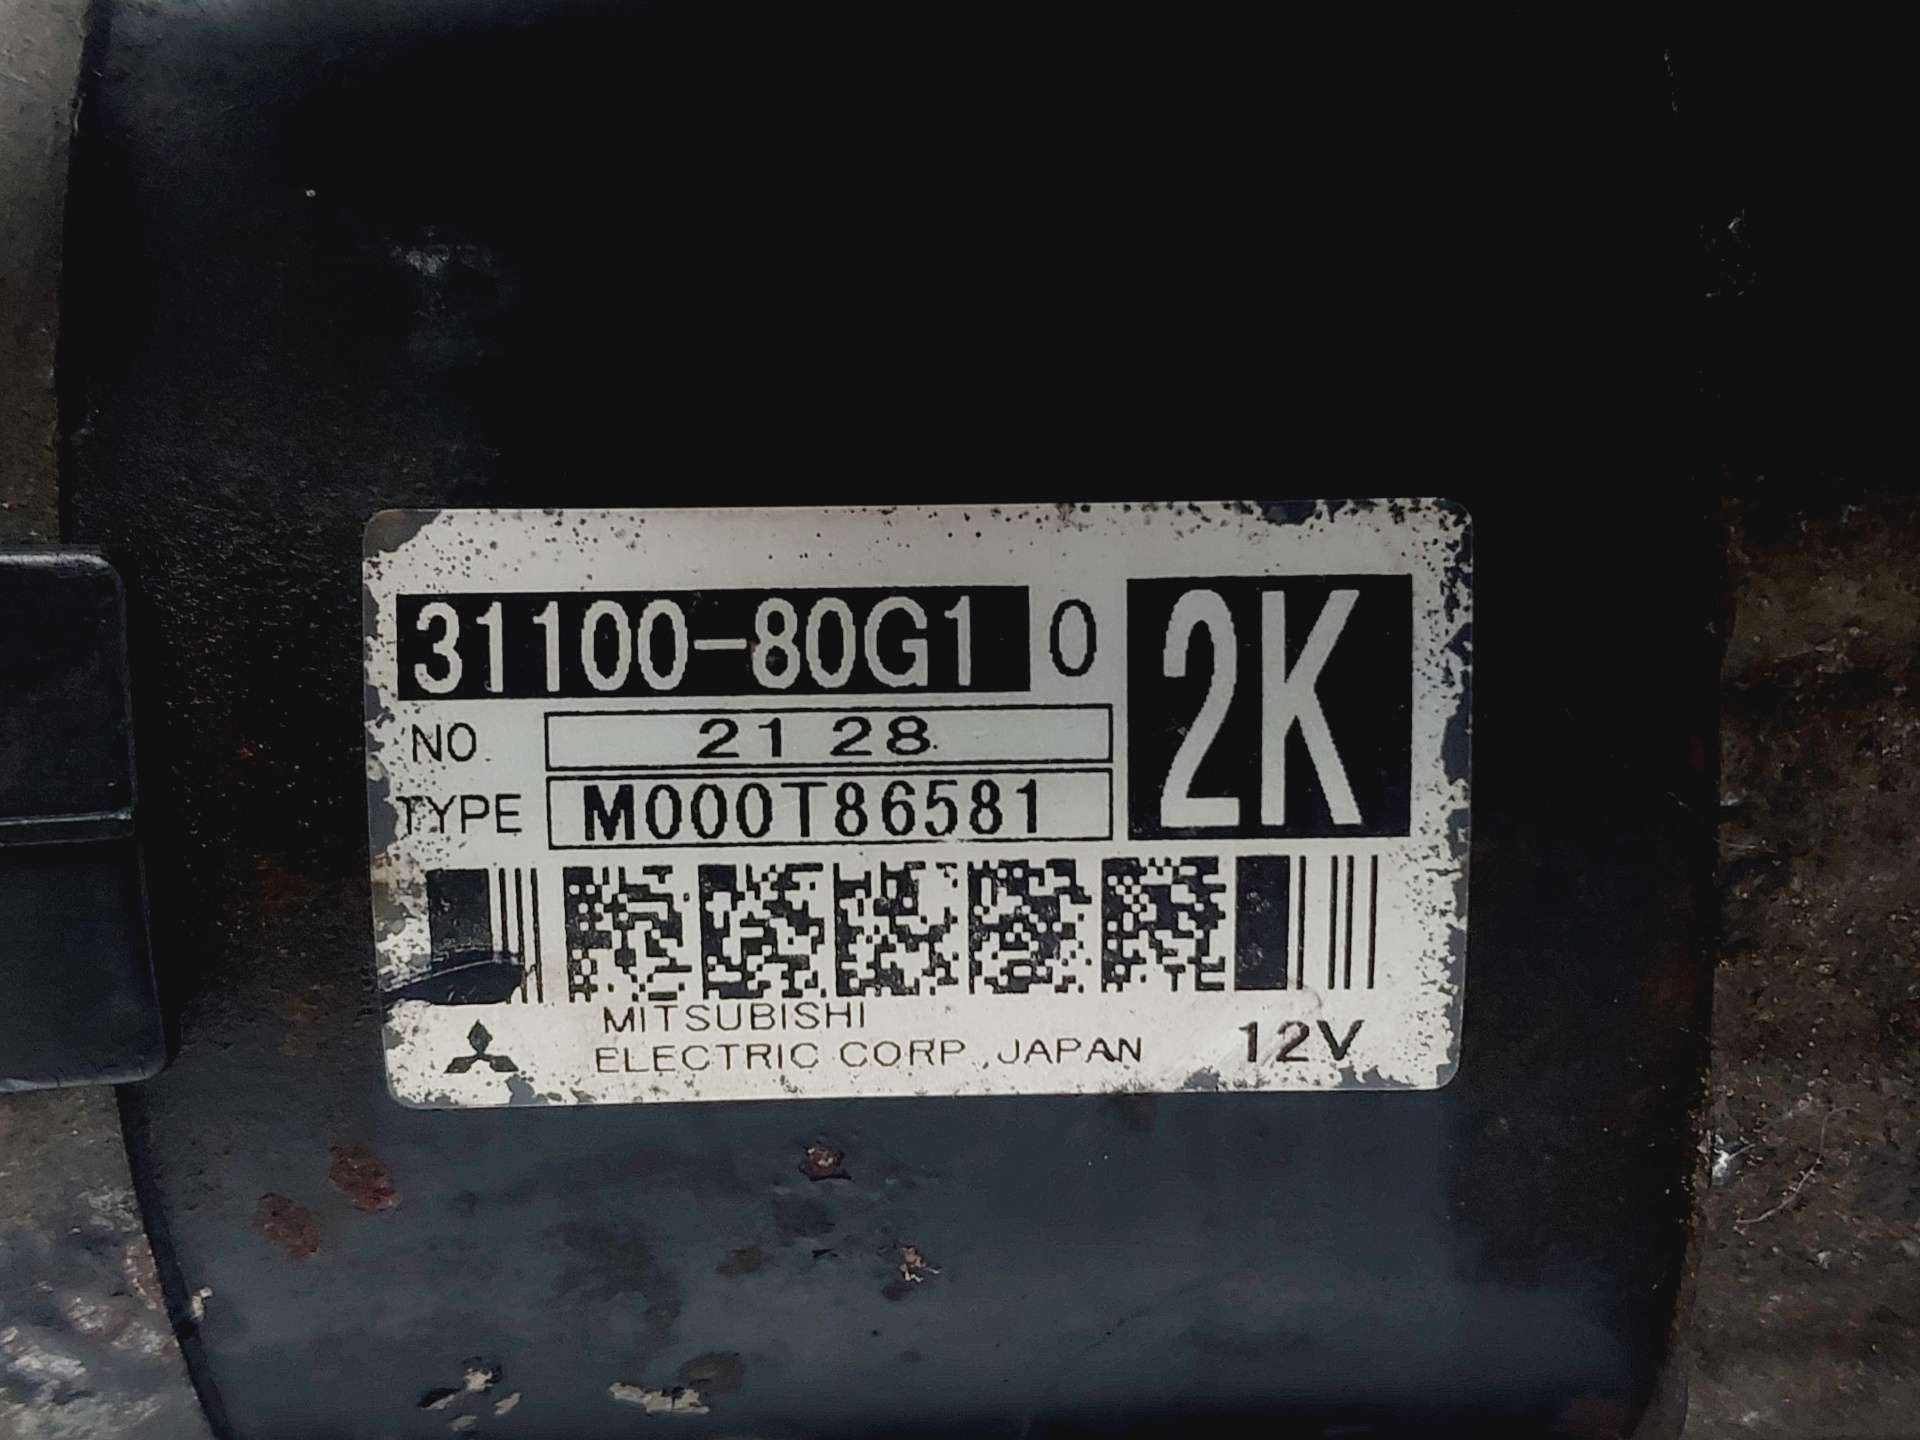 31100-80G1 0 2K
NO 21 28
TYPE M000T86581
MITSUBISHI
ELECTRIC CORP. JAPAN 12V